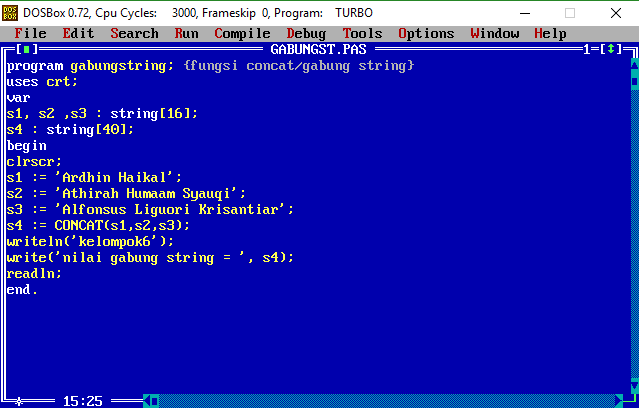 DOSBox 0.72, Cpu Cycles: 3000, Frameskip 0, Program: TURBO
File Edit Search Run Compile Debug Tools Options Window Help
GABUNGST.PAS 1=[↕]
program gabungstring; {fungsi concat/gabung string}
uses crt;
var
s1, s2 ,s3 : string[16];
s4 : string[40];
begin
clrscr;
s1 := 'Ardhin Haikal';
s2 := 'Athirah Humaam Syauqi';
s3 := 'Alfonsus Liguori Krisantiar';
s4 := CONCAT(s1,s2,s3);
writeln('kelompok6');
write('nilai gabung string = ', s4);
readln;
end.
15:25